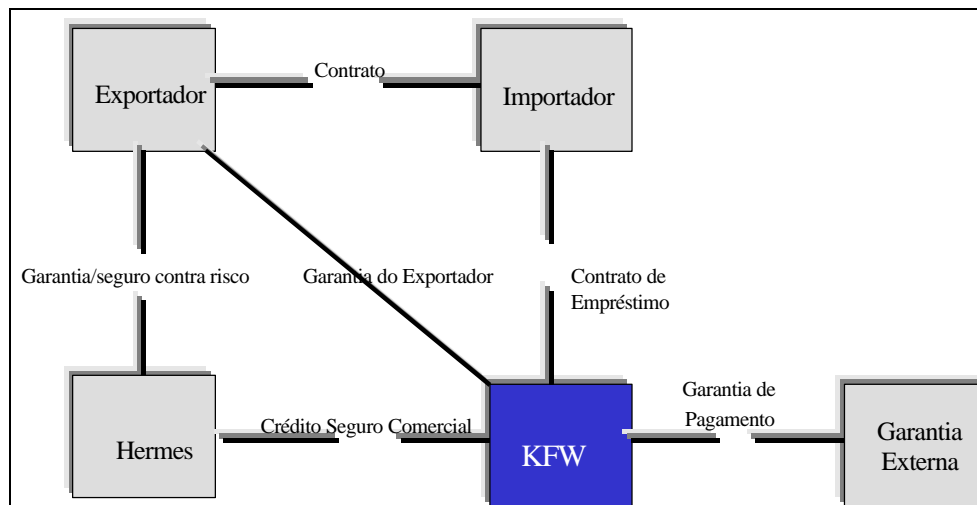 Contrato
Exportador
Importador
Garantia/seguro contra risco
Garantia do Exportador
Contrato de
Empréstimo
Garantia de
Pagamento
Crédito Seguro Comercial
Hermes
KFW
Garantia
Externa